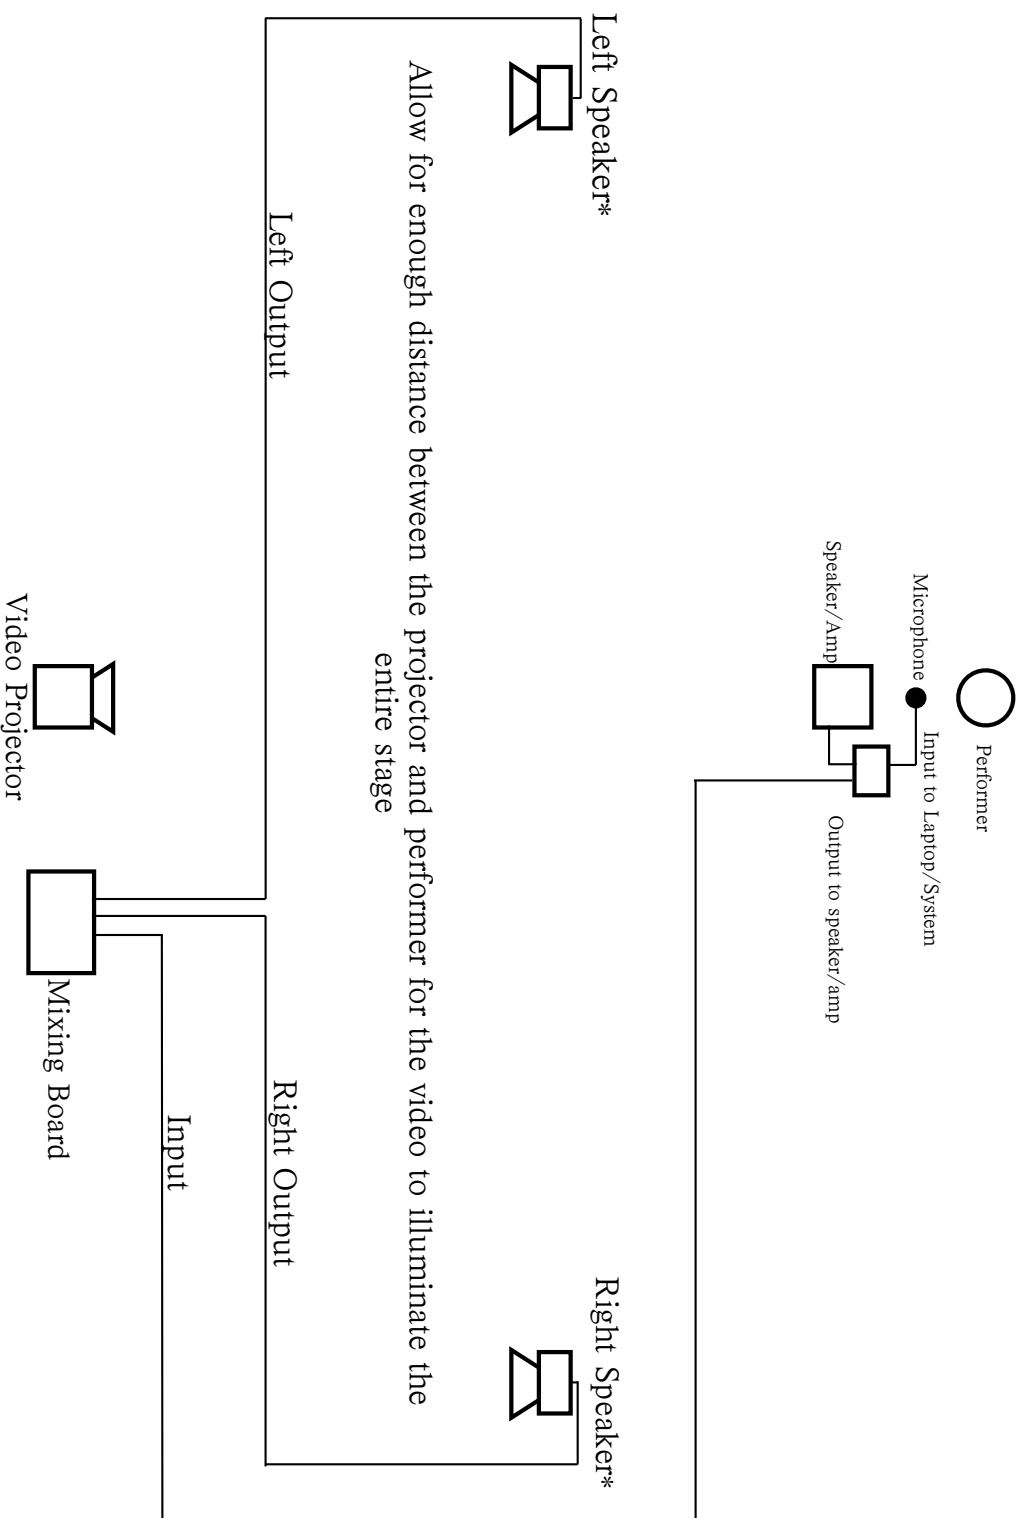 Performer
Microphone
Input to Laptop/System
Speaker/Amp
Output to speaker/amp
Left Speaker*
Right Speaker*
Allow for enough distance between the projector and performer for the video to illuminate the
entire stage
Left Output
Right Output
Input
Mixing Board
Video Projector